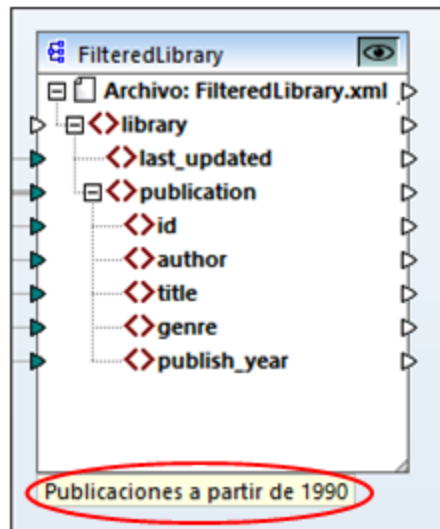 FilteredLibrary
Archivo: FilteredLibrary.xml
library
last_updated
publication
id
author
title
genre
publish_year
Publicaciones a partir de 1990